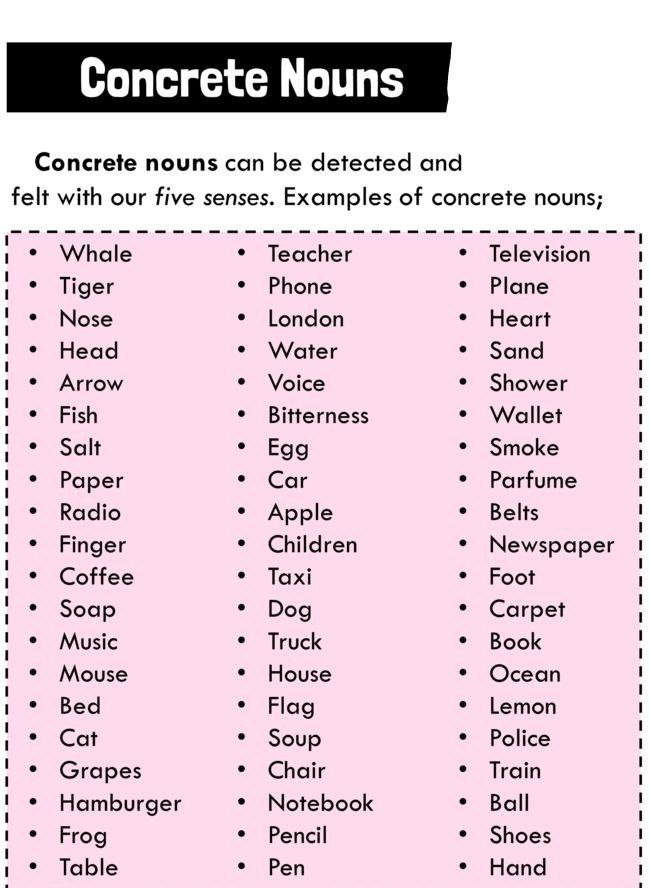 Concrete Nouns
Concrete nouns can be detected and
felt with our five senses. Examples of concrete nouns;
• Whale
• Tiger
• Nose
• Head
• Arrow
• Fish
• Salt
• Paper
• Radio
• Finger
• Coffee
• Soap
• Music
• Mouse
• Bed
• Cat
• Grapes
• Hamburger
• Frog
• Table
• Teacher
• Phone
• London
• Water
• Voice
• Bitterness
• Egg
• Car
• Apple
• Children
• Taxi
• Dog
• Truck
• House
• Flag
• Soup
• Chair
• Notebook
• Pencil
• Pen
• Television
• Plane
• Heart
• Sand
• Shower
• Wallet
• Smoke
• Parfume
• Belts
• Newspaper
• Foot
• Carpet
• Book
• Ocean
• Lemon
• Police
• Train
• Ball
• Shoes
• Hand